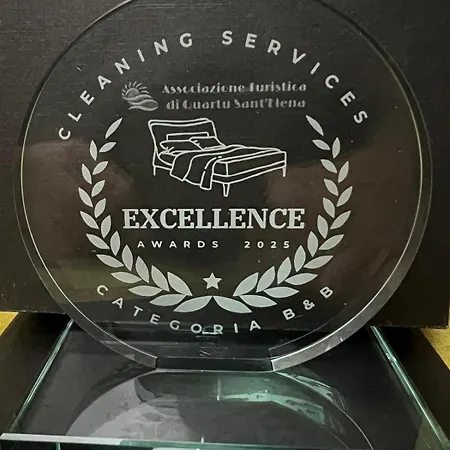 CLEANING SERVICES
Associazione Turistica
di Quartu Sant'Elena
EXCELLENCE
AWARDS 2025
CATEGORIA B&B